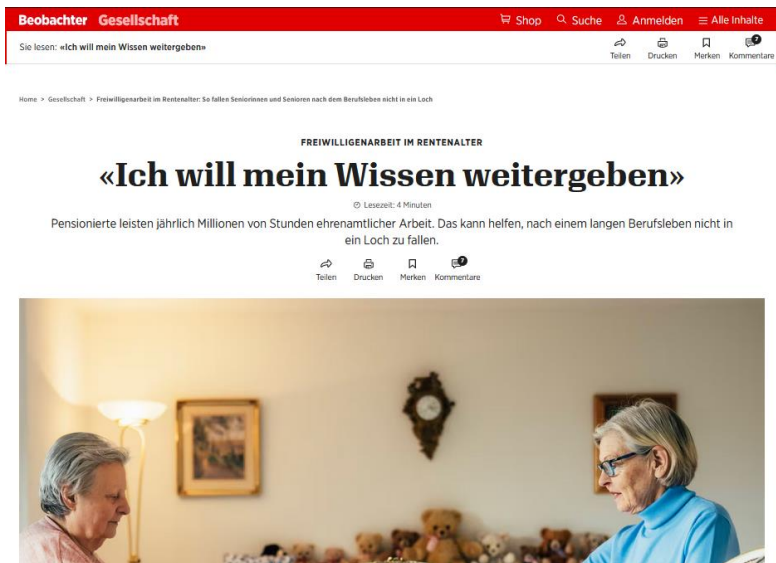 Beobachter Gesellschaft Shop Suche Anmelden Alle Inhalte
Sie lesen: «Ich will mein Wissen weitergeben»
7
Teilen Drucken Merken Kommentare
Home > Gesellschaft > Freiwilligenarbeit im Rentenalter: So fallen Seniorinnen und Senioren nach dem Berufsleben nicht in ein Loch
FREIWILLIGENARBEIT IM RENTENALTER
«Ich will mein Wissen weitergeben»
Lesezeit: 4 Minuten
Pensionierte leisten jährlich Millionen von Stunden ehrenamtlicher Arbeit. Das kann helfen, nach einem langen Berufsleben nicht in
ein Loch zu fallen.
7
Teilen Drucken Merken Kommentare